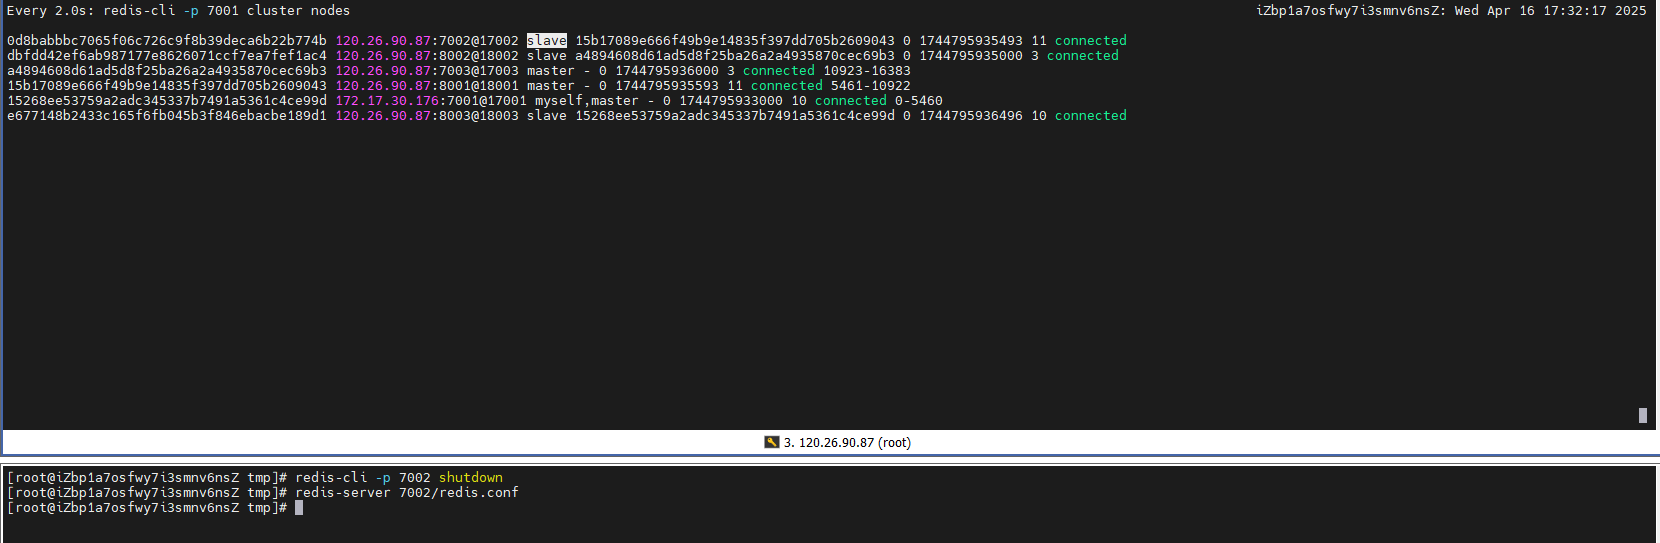 Every 2.0s: redis-cli -p 7001 cluster nodes iZbp1a7osfwy7i3smnv6nsZ: Wed Apr 16 17:32:17 2025
0d8babbbc7065f06c726c9f8b39deca6b22b774b 120.26.90.87:7002@17002 slave 15b17089e666f49b9e14835f397dd705b2609043 0 1744795935493 11 connected
dbfdd42ef6ab987177e8626071ccf7ea7fef1ac4 120.26.90.87:8002@18002 slave a4894608d61ad5d8f25ba26a2a4935870cec69b3 0 1744795935000 3 connected
a4894608d61ad5d8f25ba26a2a4935870cec69b3 120.26.90.87:7003@17003 master - 0 1744795936000 3 connected 10923-16383
15b17089e666f49b9e14835f397dd705b2609043 120.26.90.87:8001@18001 master - 0 1744795935593 11 connected 5461-10922
15268ee53759a2adc345337b7491a5361c4ce99d 172.17.30.176:7001@17001 myself,master - 0 1744795933000 10 connected 0-5460
e677148b2433c165f6fb045b3f846ebacbe189d1 120.26.90.87:8003@18003 slave 15268ee53759a2adc345337b7491a5361c4ce99d 0 1744795936496 10 connected
3. 120.26.90.87 (root)
[root@iZbp1a7osfwy7i3smnv6nsZ tmp]# redis-cli -p 7002 shutdown
[root@iZbp1a7osfwy7i3smnv6nsZ tmp]# redis-server 7002/redis.conf
[root@iZbp1a7osfwy7i3smnv6nsZ tmp]#